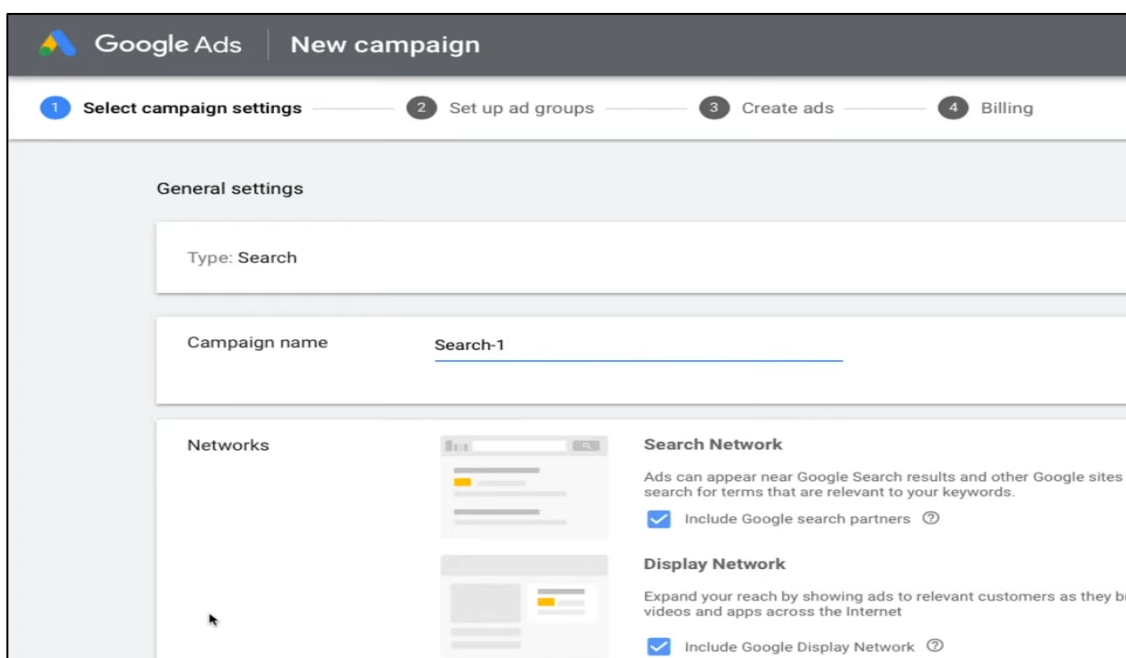 Google Ads New campaign
1 Select campaign settings 2 Set up ad groups 3 Create ads 4 Billing
General settings
Type: Search
Campaign name Search-1
Networks
Search Network
Ads can appear near Google Search results and other Google sites
search for terms that are relevant to your keywords.
Include Google search partners
Display Network
Expand your reach by showing ads to relevant customers as they
videos and apps across the Internet
Include Google Display Network